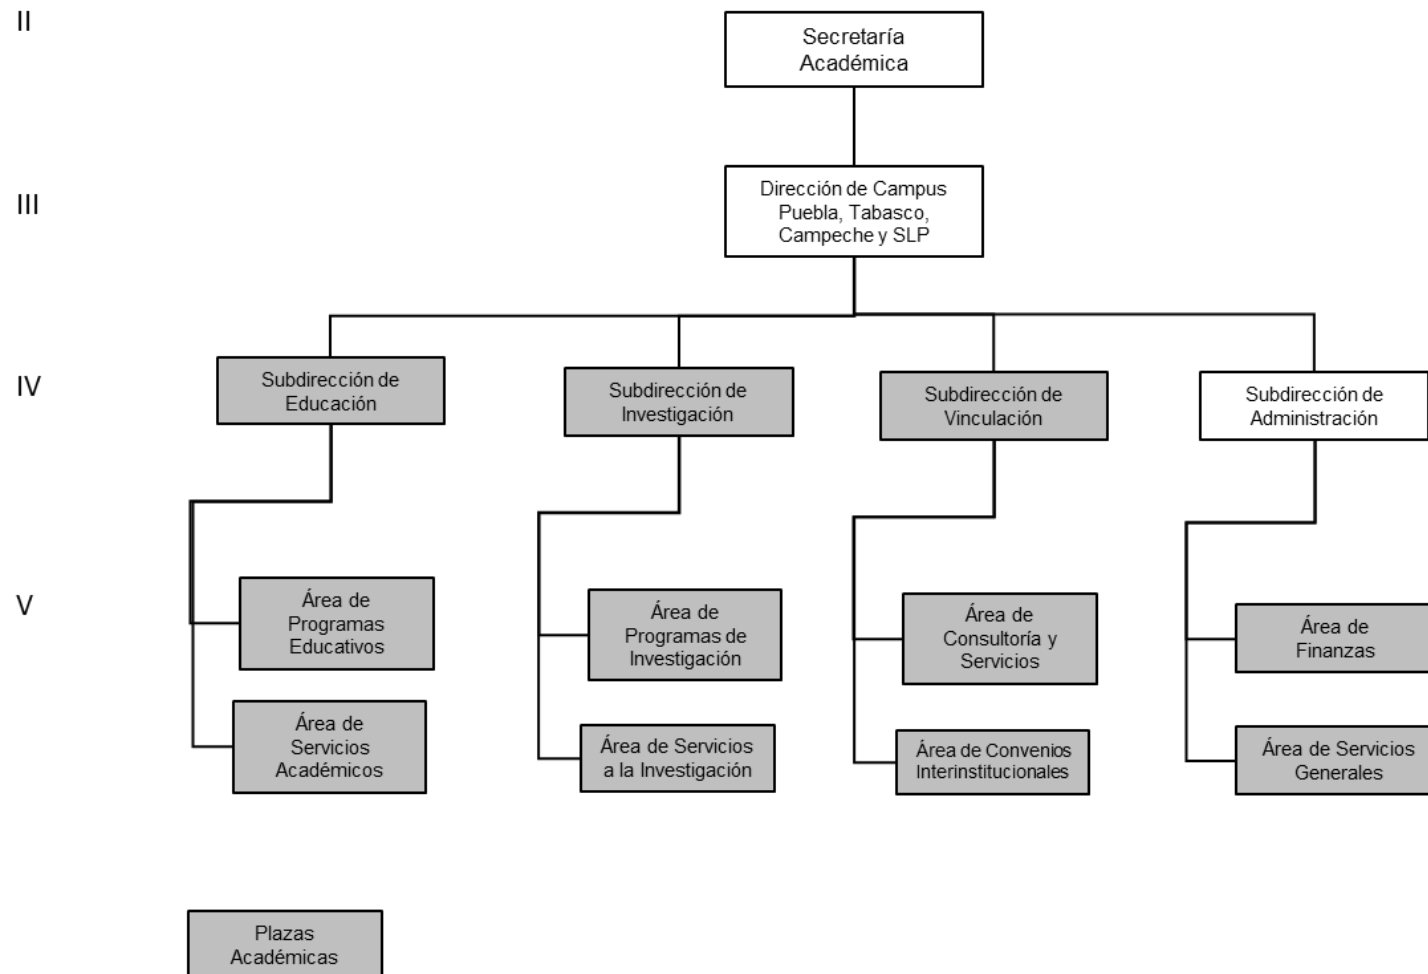 II
Secretaría
Académica
III
Dirección de Campus
Puebla, Tabasco,
Campeche y SLP
IV
Subdirección de
Educación
Subdirección de
Investigación
Subdirección de
Vinculación
Subdirección de
Administración
V
Área de
Programas
Educativos
Área de
Programas de
Investigación
Área de
Consultoría y
Servicios
Área de
Finanzas
Área de
Servicios
Académicos
Área de Servicios
a la Investigación
Área de Convenios
Interinstitucionales
Área de Servicios
Generales
Plazas
Académicas